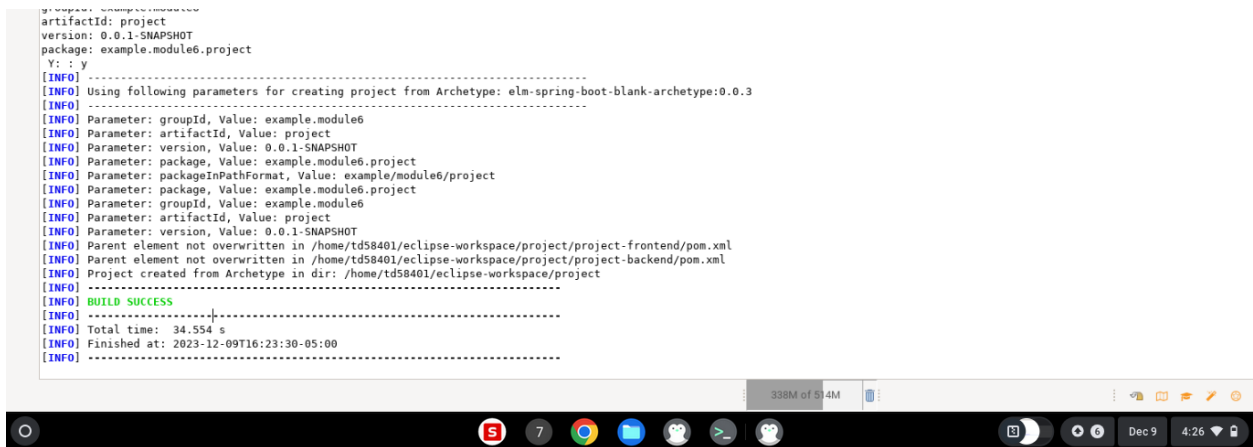 artifactId: project
version: 0.0.1-SNAPSHOT
package: example.module6.project
 Y: : y
[INFO] ----------------------------------------------------------------------------
[INFO] Using following parameters for creating project from Archetype: elm-spring-boot-blank-archetype:0.0.3
[INFO] ----------------------------------------------------------------------------
[INFO] Parameter: groupId, Value: example.module6
[INFO] Parameter: artifactId, Value: project
[INFO] Parameter: version, Value: 0.0.1-SNAPSHOT
[INFO] Parameter: package, Value: example.module6.project
[INFO] Parameter: packageInPathFormat, Value: example/module6/project
[INFO] Parameter: package, Value: example.module6.project
[INFO] Parameter: groupId, Value: example.module6
[INFO] Parameter: artifactId, Value: project
[INFO] Parameter: version, Value: 0.0.1-SNAPSHOT
[INFO] Parent element not overwritten in /home/td58401/eclipse-workspace/project/project-frontend/pom.xml
[INFO] Parent element not overwritten in /home/td58401/eclipse-workspace/project/project-backend/pom.xml
[INFO] Project created from Archetype in dir: /home/td58401/eclipse-workspace/project
[INFO] ------------------------------------------------------------------------
[INFO] BUILD SUCCESS
[INFO] ------------------------------------------------------------------------
[INFO] Total time:  34.554 s
[INFO] Finished at: 2023-12-09T16:23:30-05:00
[INFO] ------------------------------------------------------------------------
338M of 514M
S 7 >_ 6 Dec 9 4:26